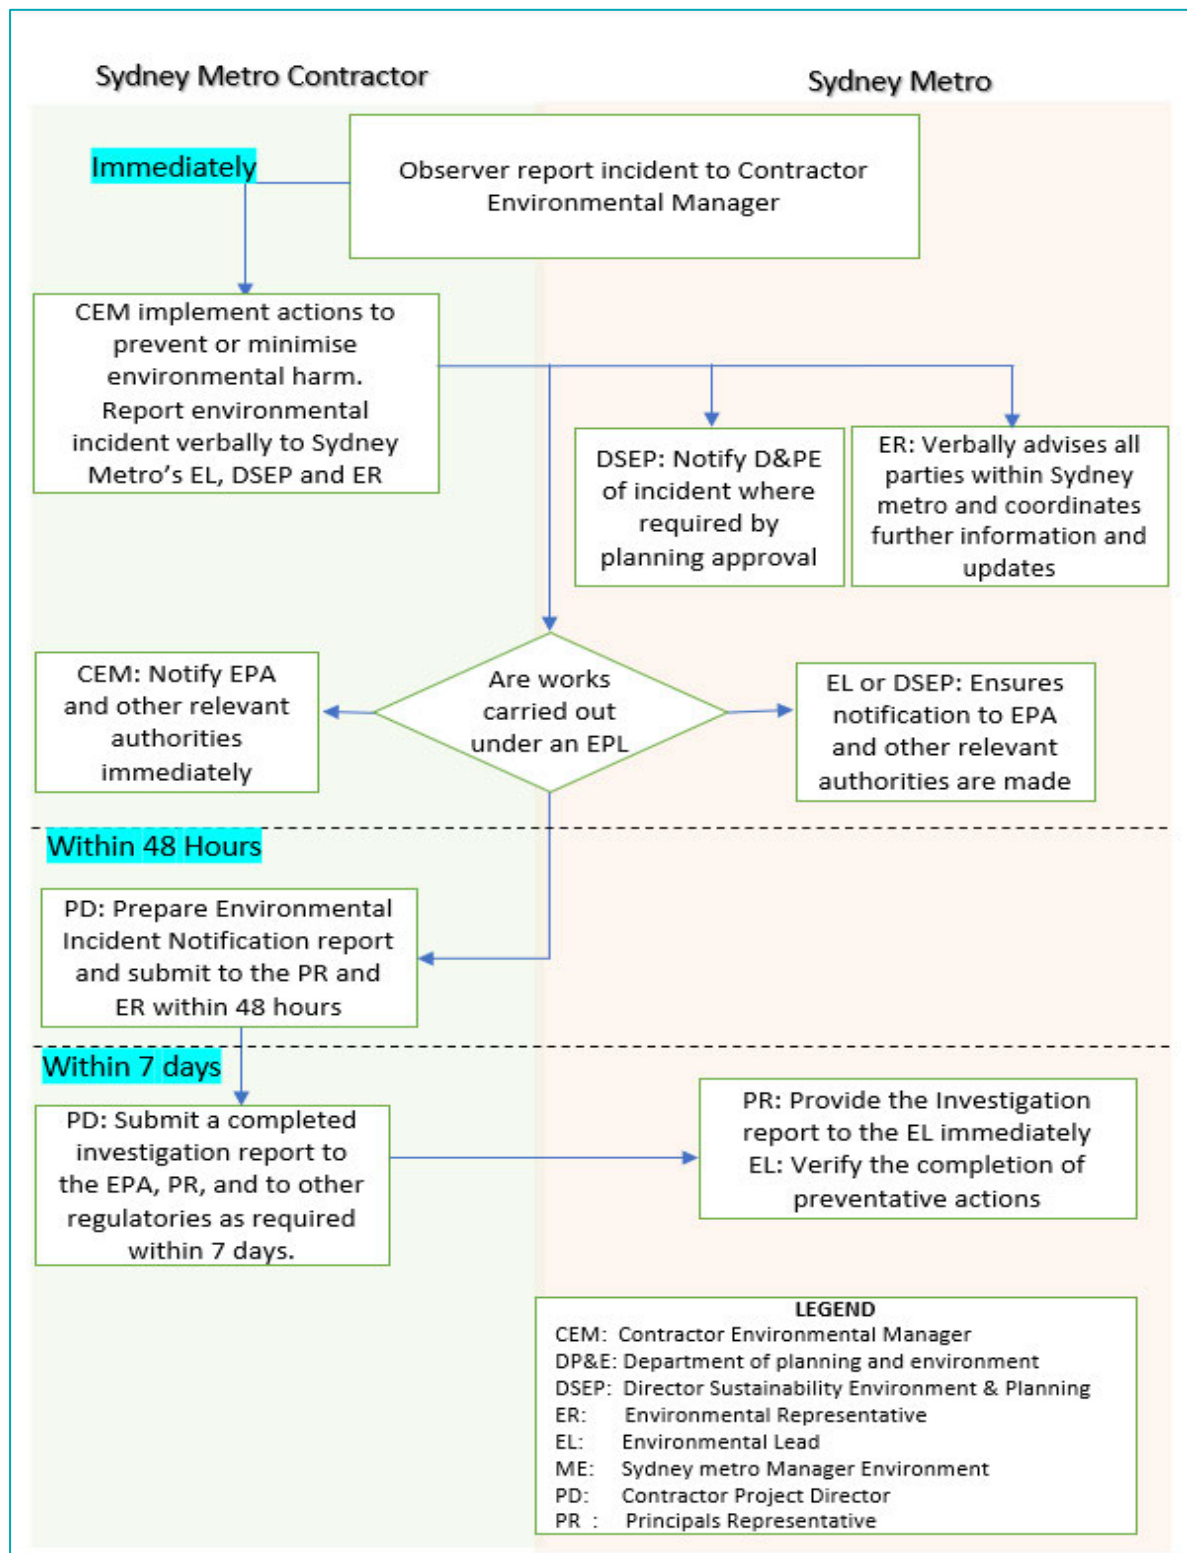 Sydney Metro Contractor
Sydney Metro
Immediately
Observer report incident to Contractor
Environmental Manager
CEM implement actions to
prevent or minimise
environmental harm.
Report environmental
incident verbally to Sydney
Metro's EL, DSEP and ER
DSEP: Notify D&PE
of incident where
required by
planning approval
ER: Verbally advises all
parties within Sydney
metro and coordinates
further information and
updates
CEM: Notify EPA
and other relevant
authorities
immediately
Are works
carried out
under an EPL
EL or DSEP: Ensures
notification to EPA
and other relevant
authorities are made
Within 48 Hours
PD: Prepare Environmental
Incident Notification report
and submit to the PR and
ER within 48 hours
Within 7 days
PD: Submit a completed
investigation report to
the EPA, PR, and to other
regulatories as required
within 7 days.
PR: Provide the Investigation
report to the EL immediately
EL: Verify the completion of
preventative actions
LEGEND
CEM: Contractor Environmental Manager
DP&E: Department of planning and environment
DSEP: Director Sustainability Environment & Planning
ER: Environmental Representative
EL: Environmental Lead
ME: Sydney metro Manager Environment
PD: Contractor Project Director
PR : Principals Representative